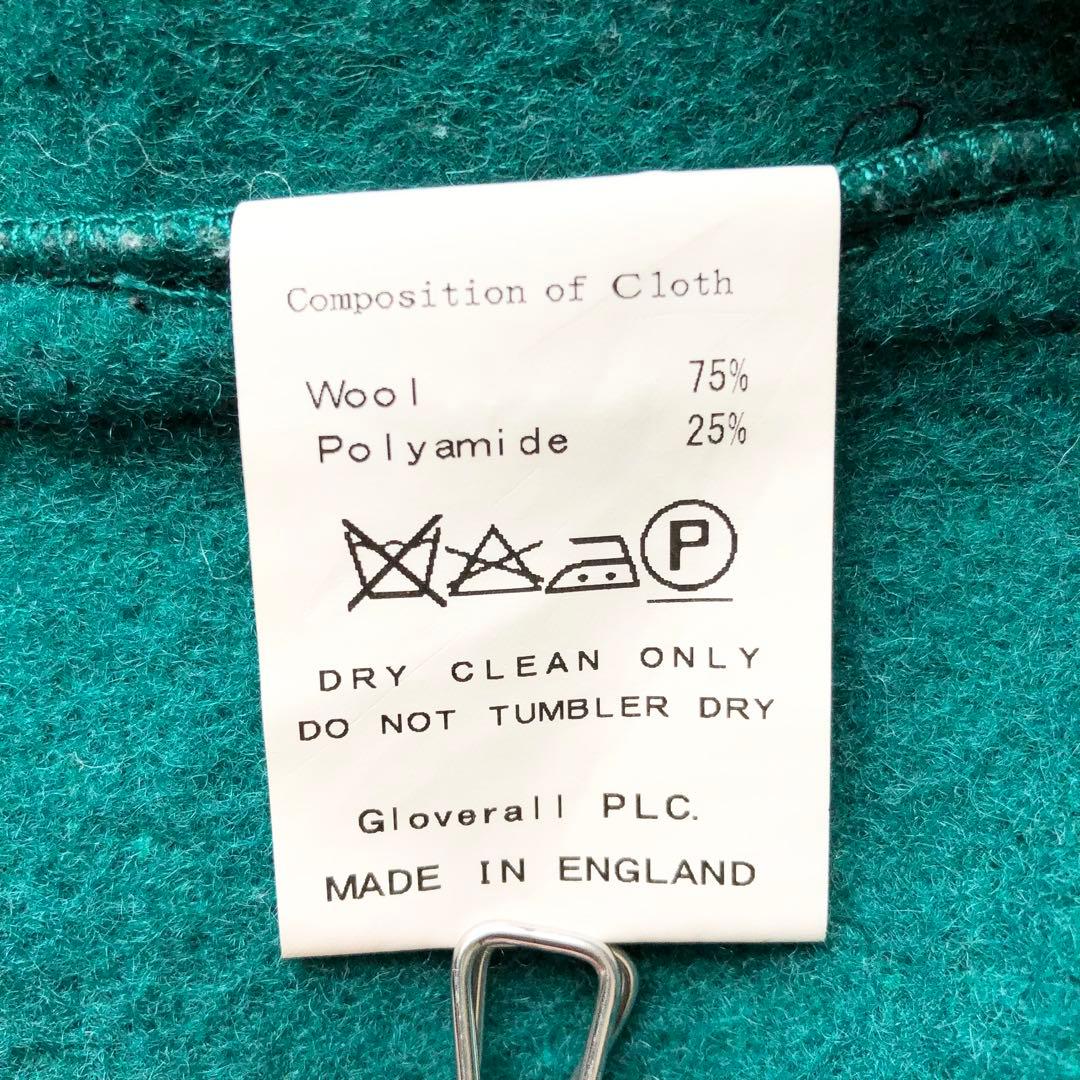 Composition of Cloth
Wool 75%
Polyamide 25%
P
DRY CLEAN ONLY
DO NOT TUMBLER DRY
Gloverall PLC.
MADE IN ENGLAND